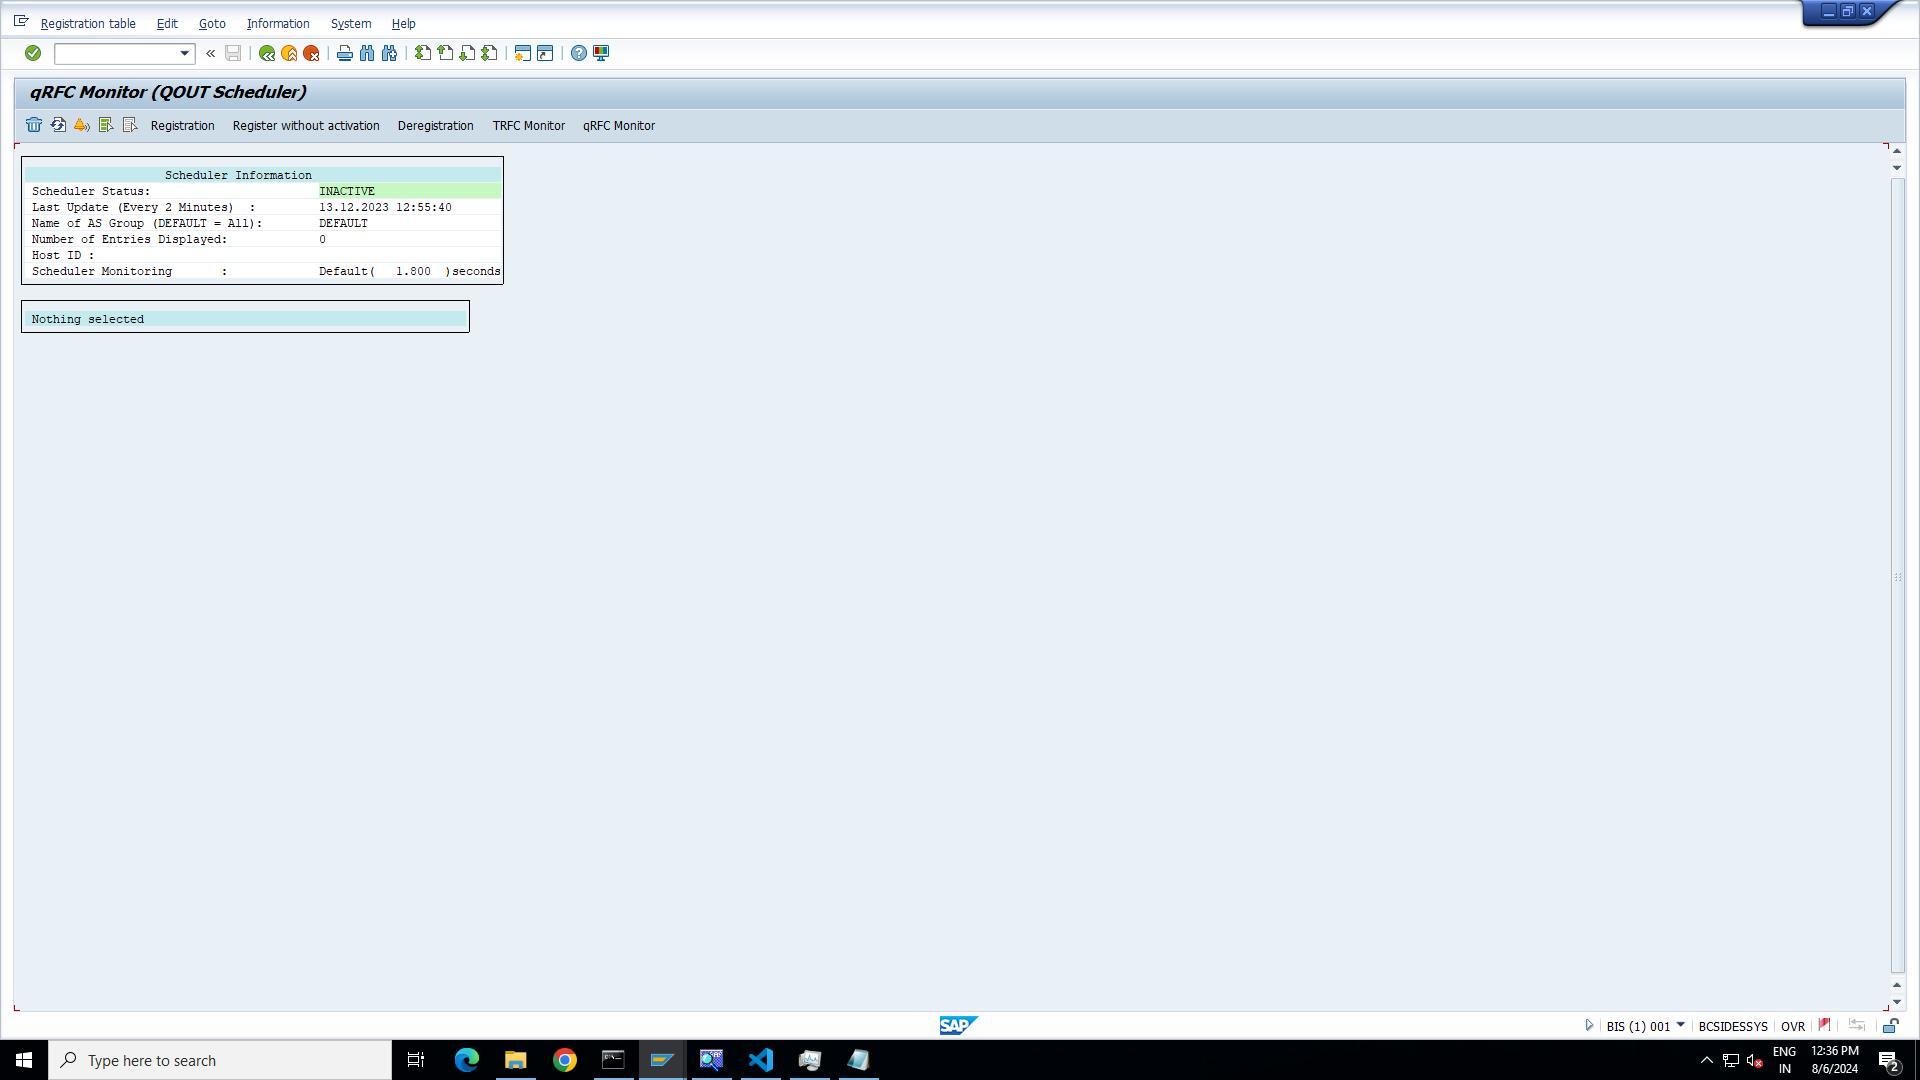 Registration table Edit Goto Information System Help
qRFC Monitor (QOUT Scheduler)
Registration Register without activation Deregistration TRFC Monitor qRFC Monitor
Scheduler Information
Scheduler Status: INACTIVE
Last Update (Every 2 Minutes) : 13.12.2023 12:55:40
Name of AS Group (DEFAULT = All): DEFAULT
Number of Entries Displayed: 0
Host ID :
Scheduler Monitoring : Default( 1.800 )seconds
Nothing selected
SAP
BIS (1) 001 BCSIDESSYS OVR
Type here to search
ENG
IN
12:36 PM
8/6/2024
2